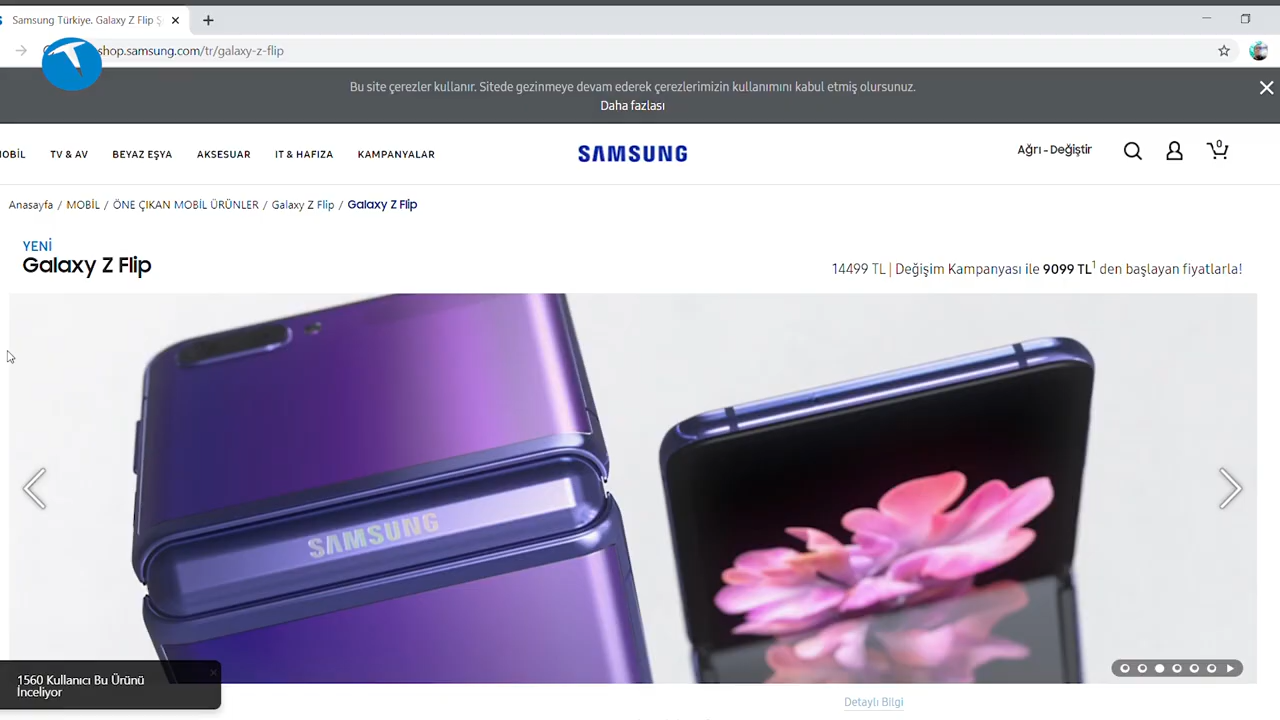 Samsung Türkiye. Galaxy Z Flip
shop.samsung.com/tr/galaxy-z-flip
Bu site çerezler kullanır. Sitede gezinmeye devam ederek çerezlerimizin kullanımını kabul etmiş olursunuz.
Daha fazlası
OBİL TV & AV BEYAZ EŞYA AKSESUAR IT & HAFIZA KAMPANYALAR SAMSUNG Ağrı - Değiştir 0
Anasayfa / MOBİL / ÖNE ÇIKAN MOBİL ÜRÜNLER / Galaxy Z Flip / Galaxy Z Flip
YENİ
Galaxy Z Flip
14499 TL | Değişim Kampanyası ile 9099 TL1 den başlayan fiyatlarla!
SAMSUNG
1560 Kullanıcı Bu Ürünü
İnceliyor
Detaylı Bilgi